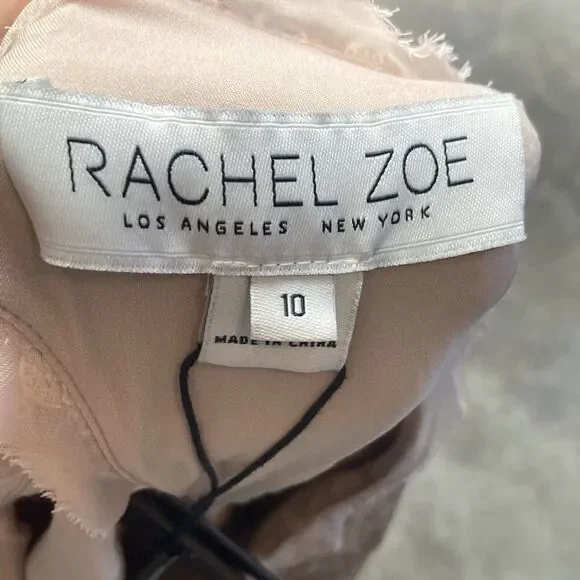 RACHEL ZOE
LOS ANGELES NEW YORK
10
MADE IN CHINA